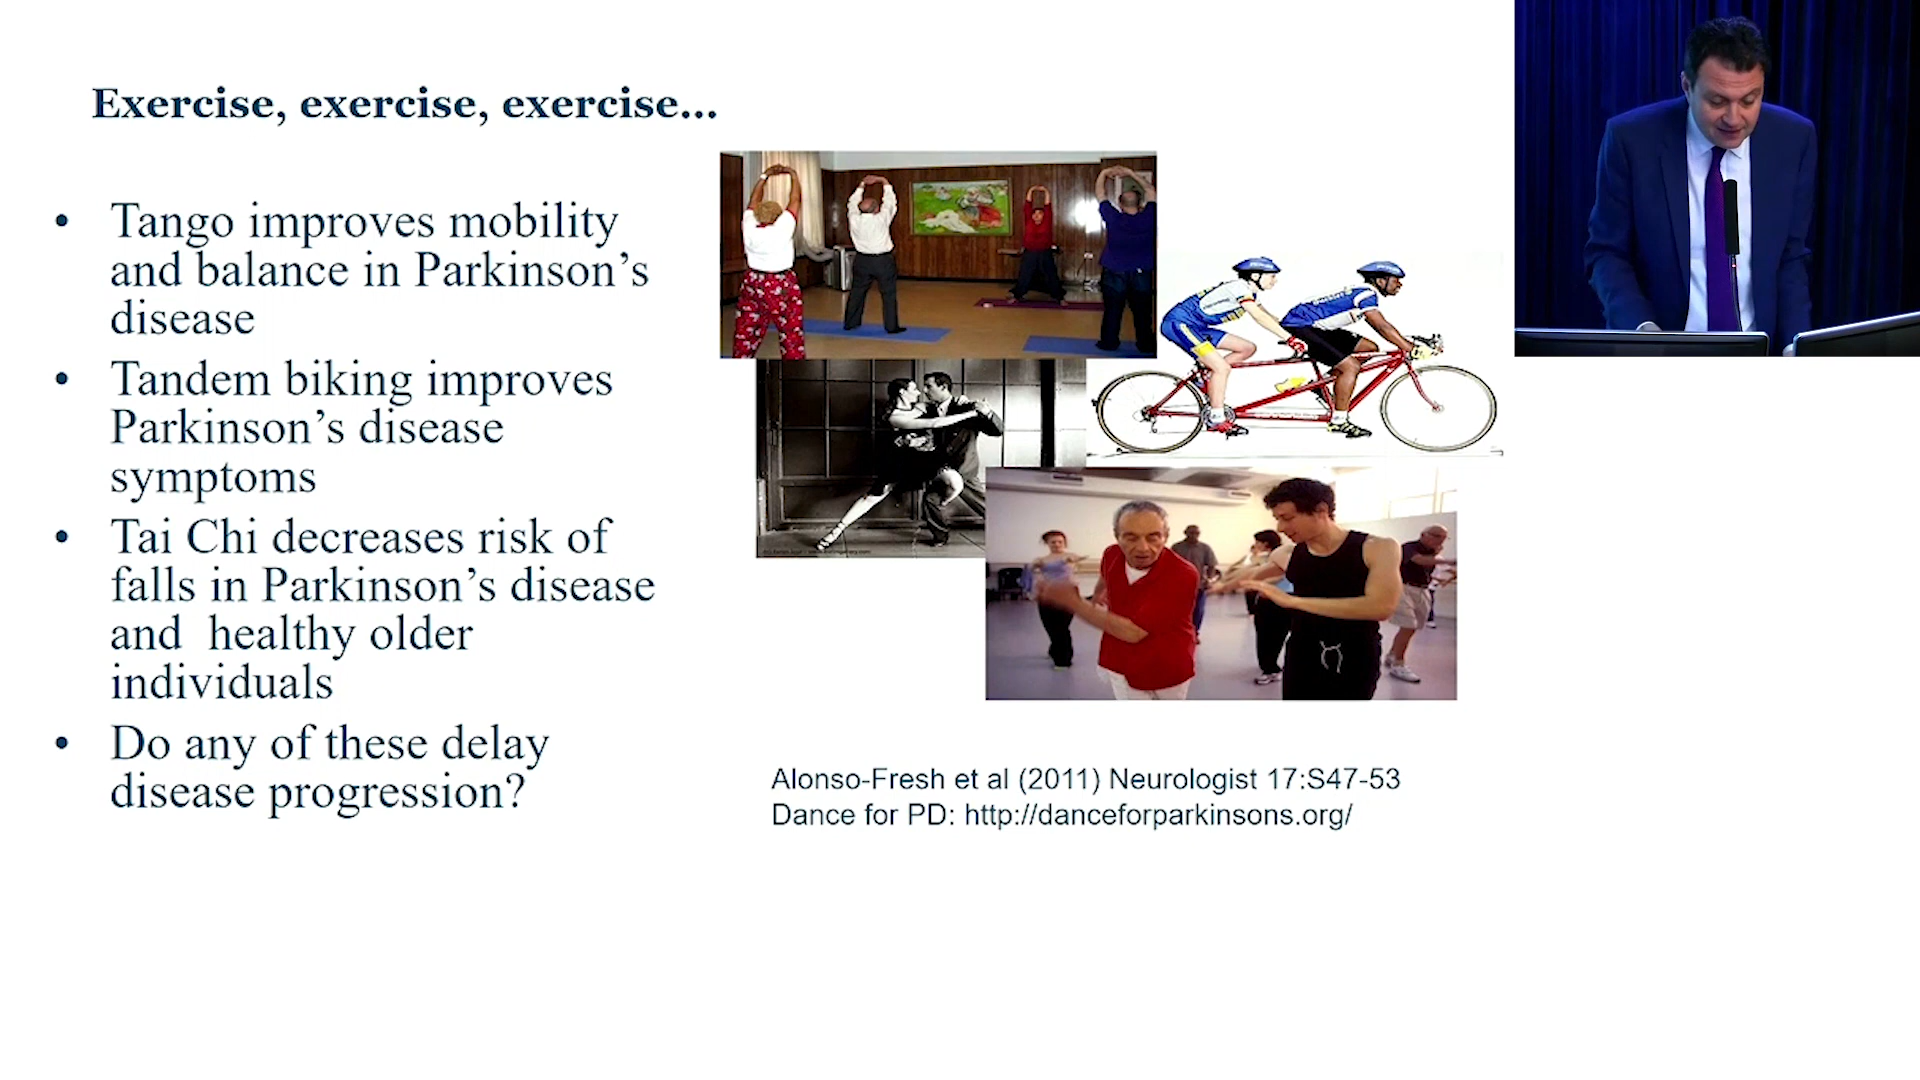 Exercise, exercise, exercise...
• Tango improves mobility
and balance in Parkinson's
disease
• Tandem biking improves
Parkinson's disease
symptoms
• Tai Chi decreases risk of
falls in Parkinson's disease
and  healthy older
individuals
• Do any of these delay
disease progression?
Alonso-Fresh et al (2011) Neurologist 17:S47-53
Dance for PD: http://danceforparkinsons.org/